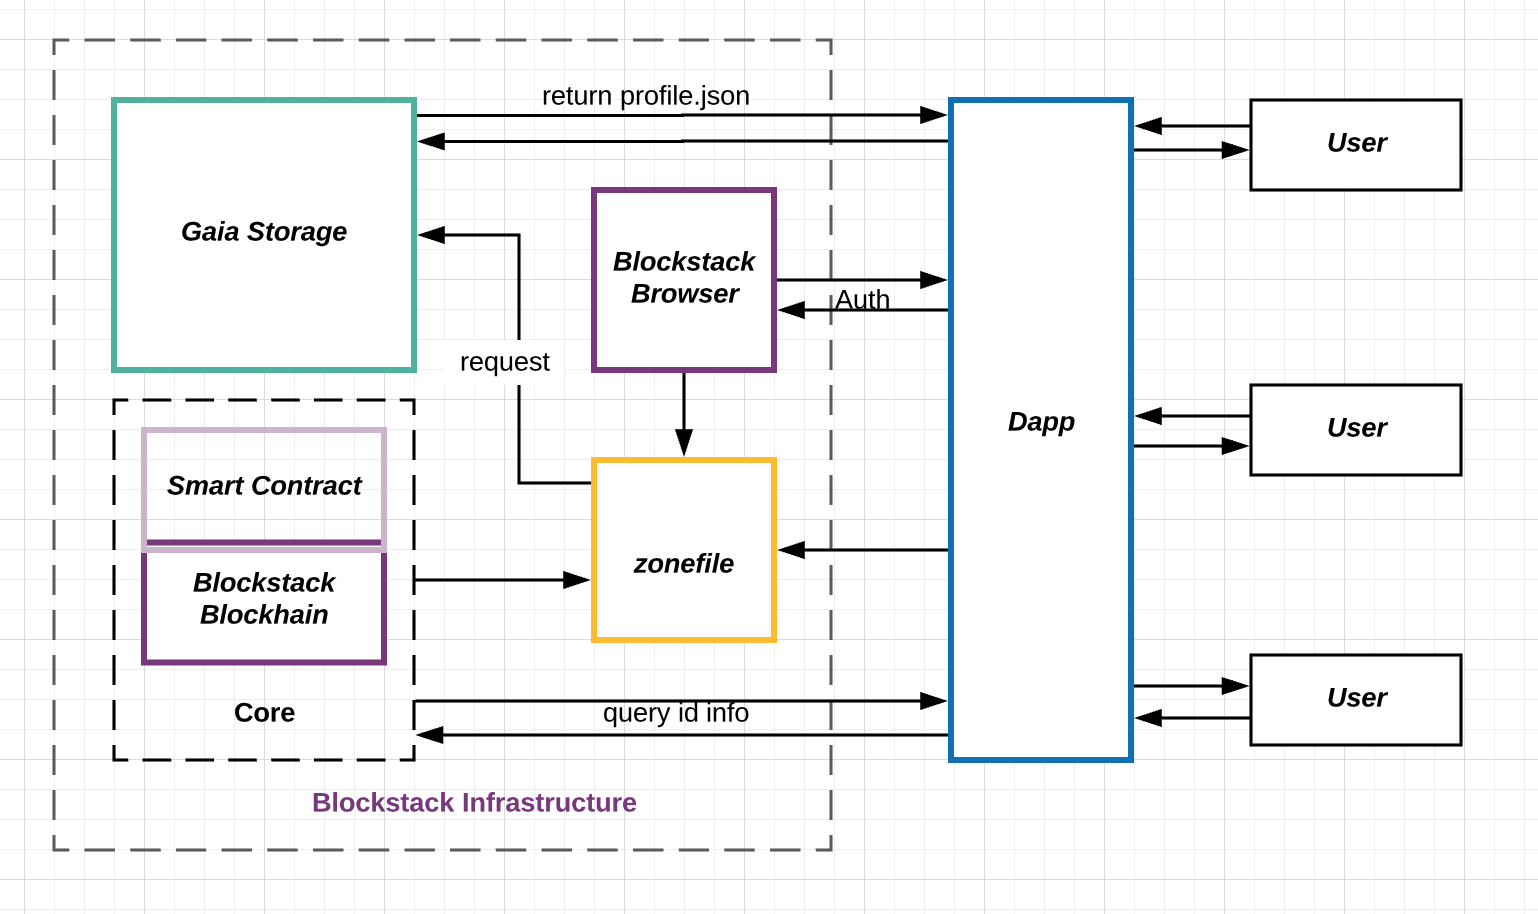 return profile.json
Gaia Storage
User
Blockstack
Browser
Auth
request
Dapp
User
Smart Contract
zonefile
Blockstack
Blockhain
Core
query id info
User
Blockstack Infrastructure